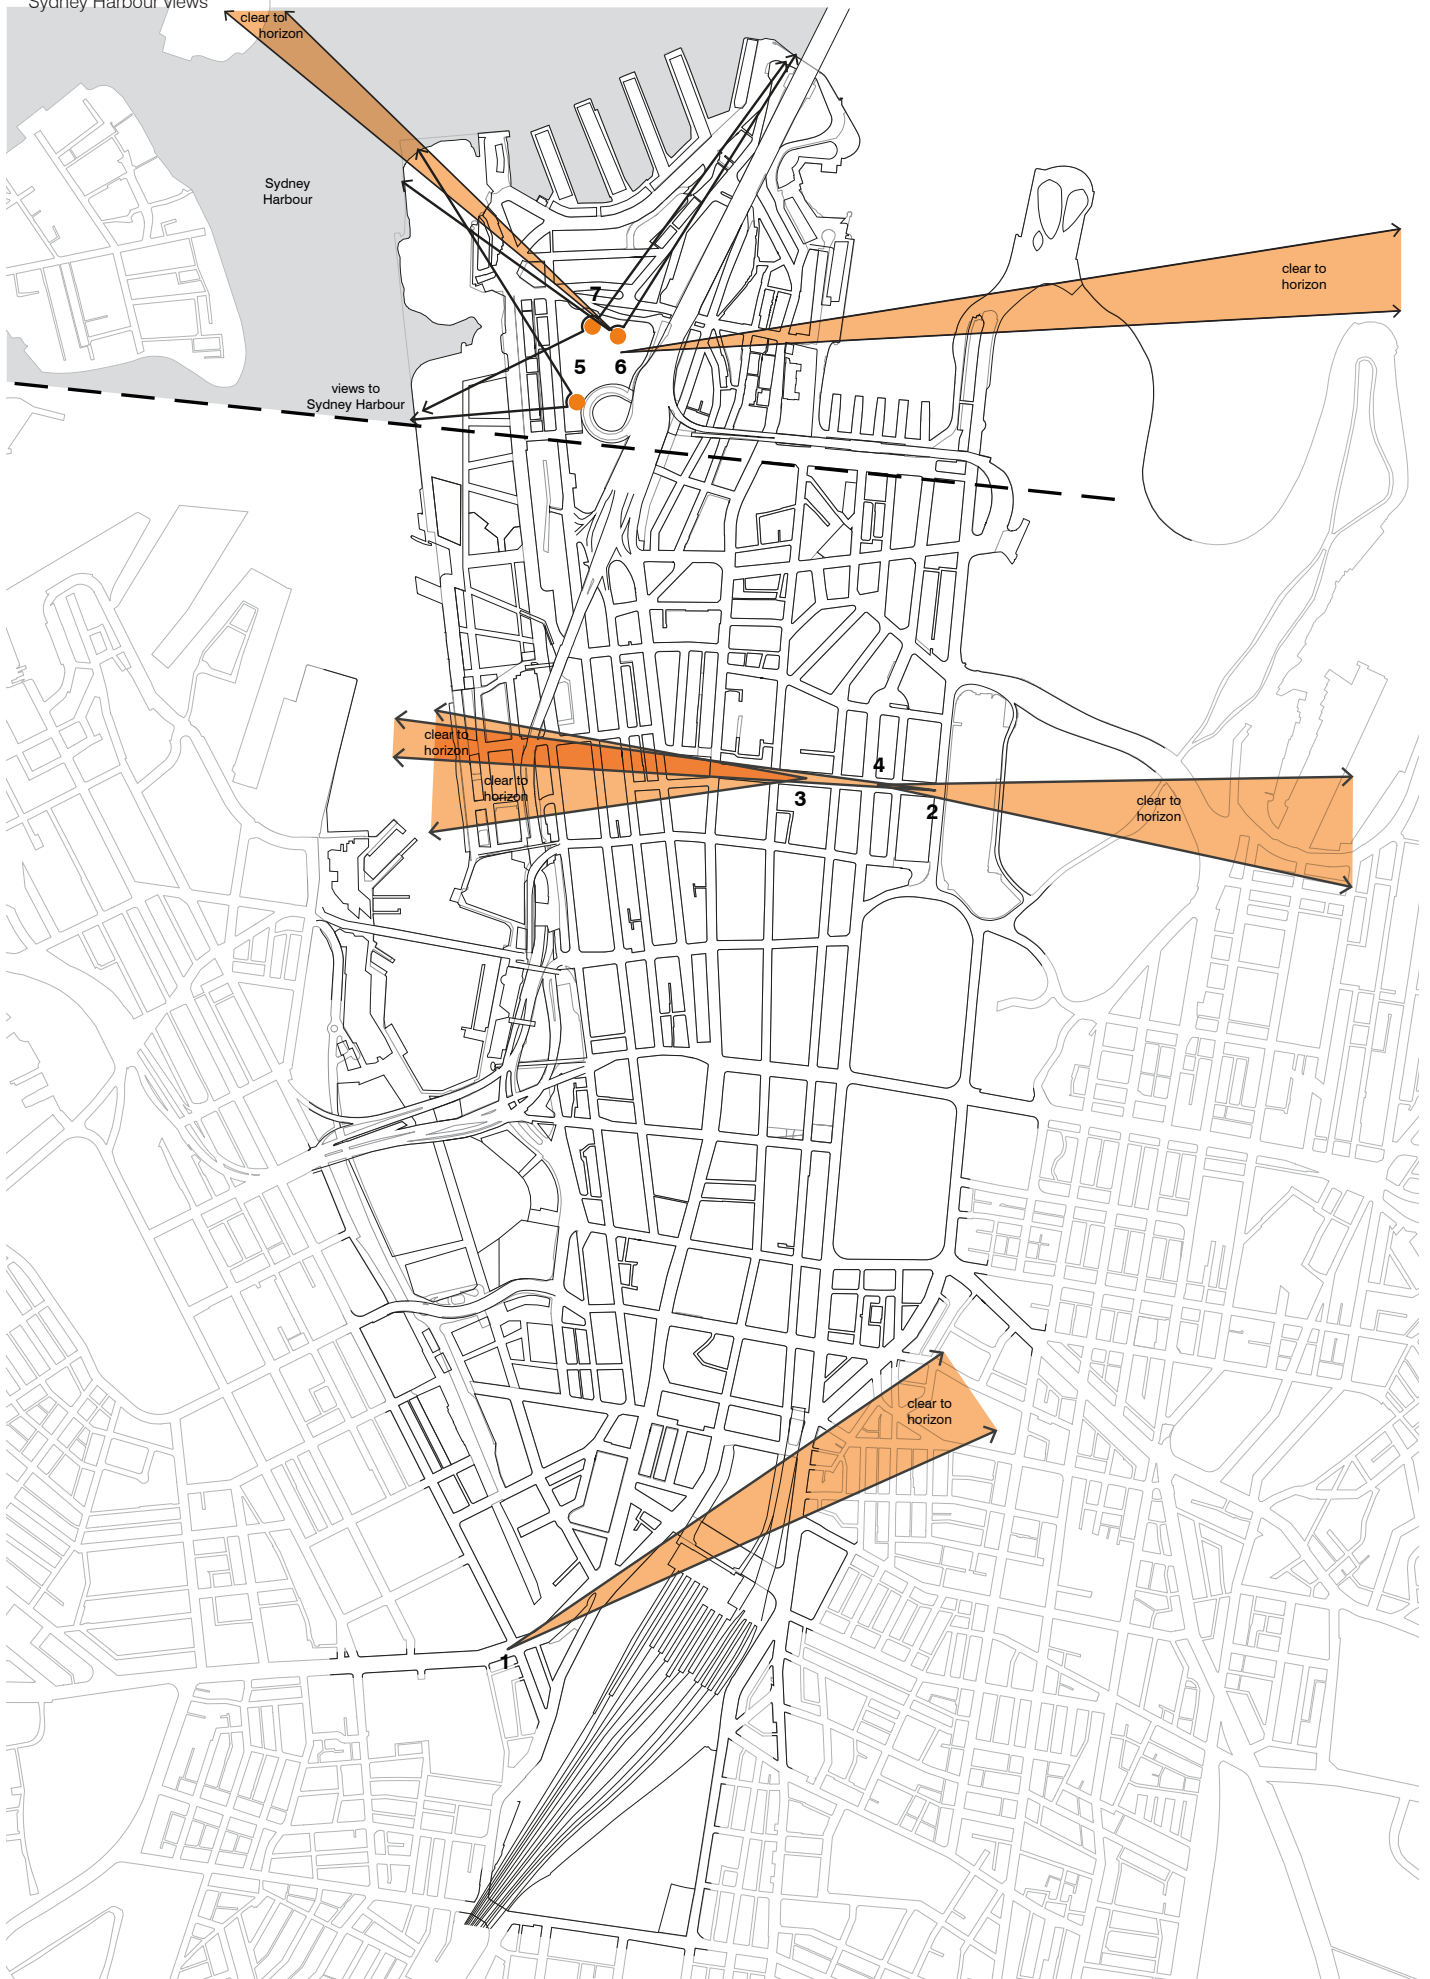 Sydney Harbour views
clear to
horizon
Sydney
Harbour
clear to
horizon
7
5
6
views to
Sydney Harbour
clear to
horizon
clear to
horizon
4
3
2
clear to
horizon
clear to
horizon
1